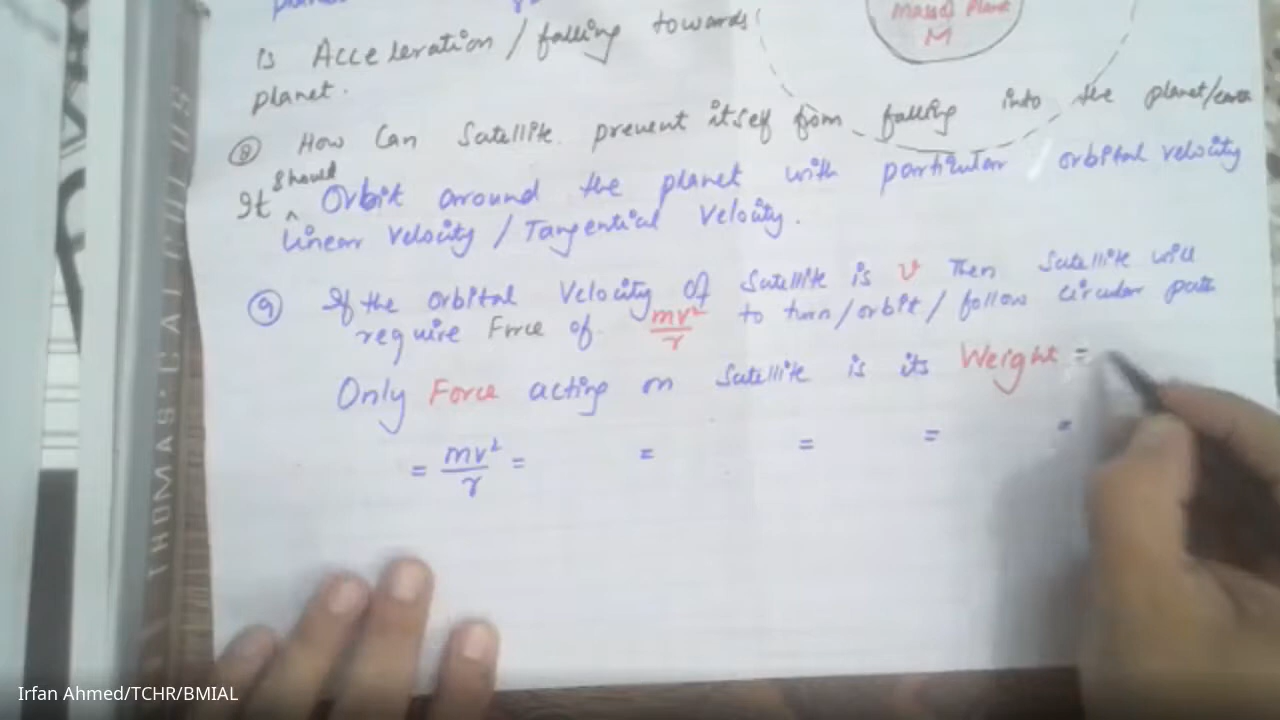 Mass of Plane
M
is Acceleration / falling towards
planet.
⑧ How Can Satellite prevent itself from falling into the planet/
It should Orbit around the planet with particular orbital velocity
linear velocity / Tangential Velocity.
⑨ If the orbital Velocity of Satellite is v Then Satellite will
require Force of mv²/r to turn/orbit/follow circular path
Only Force acting on Satellite is its Weight =
= mv²/r = = = = =
THOMAS' CALCULUS
Irfan Ahmed/TCHR/BMIAL